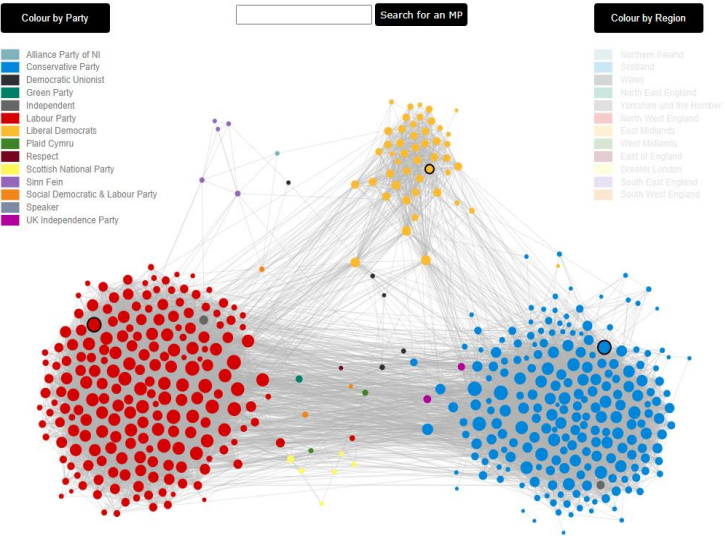 Colour by Party
Search for an MP
Colour by Region
Alliance Party of NI
Conservative Party
Democratic Unionist
Green Party
Independent
Labour Party
Liberal Democrats
Plaid Cymru
Respect
Scottish National Party
Sinn Fein
Social Democratic & Labour Party
Speaker
UK Independence Party
Northern Ireland
Scotland
Wales
North East England
Yorkshire and the Humber
North West England
East Midlands
West Midlands
East of England
Greater London
South East England
South West England